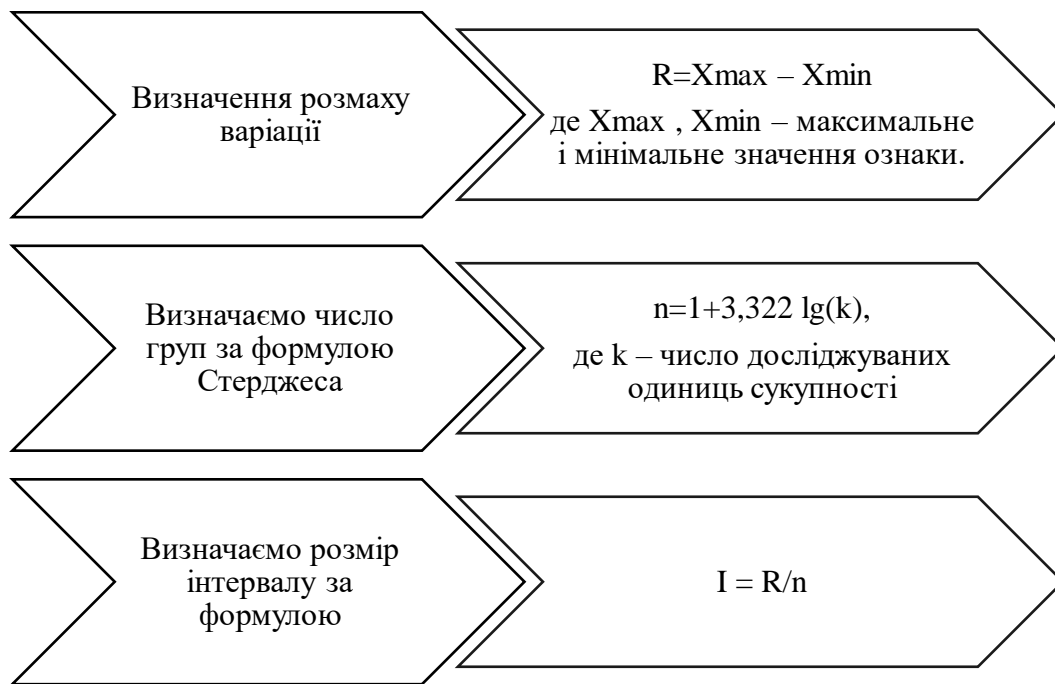 Визначення розмаху
варіації
R=Xmax – Xmin
де Xmax , Xmin – максимальне
і мінімальне значення ознаки.
Визначаємо число
груп за формулою
Стерджеса
n=1+3,322 lg(k),
де k – число досліджуваних
одиниць сукупності
Визначаємо розмір
інтервалу за
формулою
I = R/n